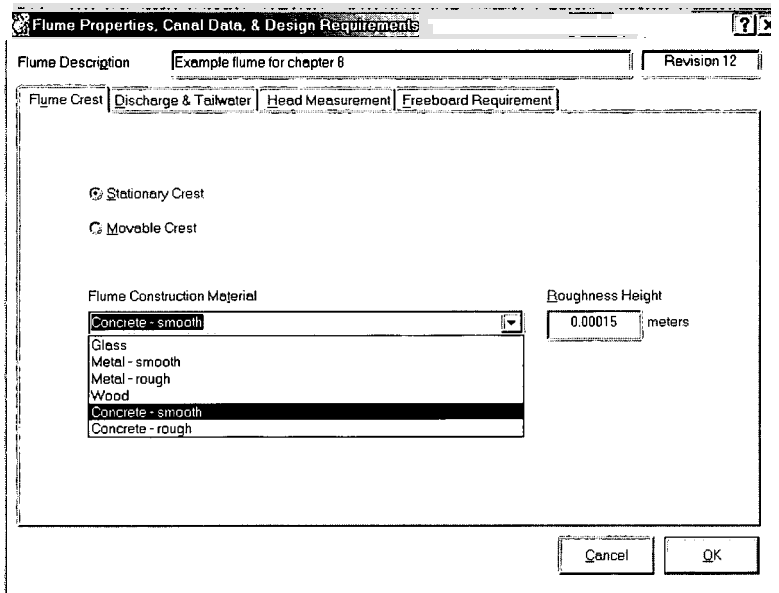 Flume Properties, Canal Data, & Design Requirements ? x
Flume Description Example flume for chapter 8 Revision 12
Flume Crest Discharge & Tailwater Head Measurement Freeboard Requirement
Stationary Crest
Movable Crest
Flume Construction Material Roughness Height
Concrete - smooth 0.00015 meters
Glass
Metal - smooth
Metal - rough
Wood
Concrete - smooth
Concrete - rough
Cancel OK